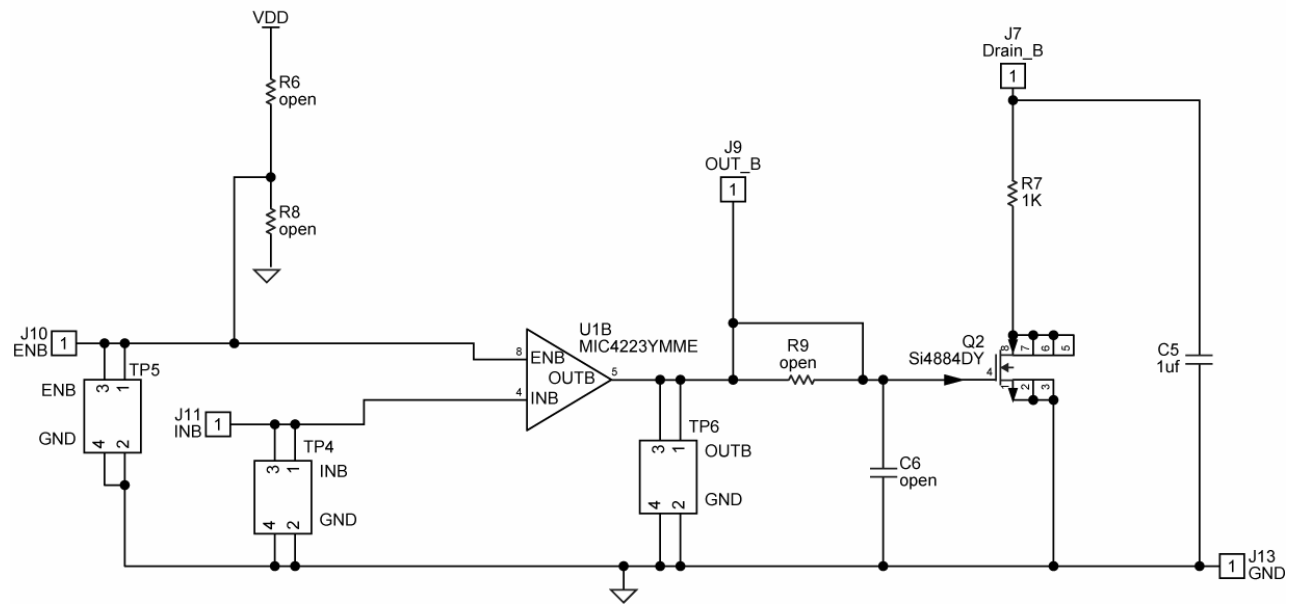 VDD
R6
open
R8
open
J7
Drain_B
1
J9
OUT_B
1
R7
1K
J10
ENB
1
TP5
ENB
3
1
GND
4
2
J11
INB
1
TP4
3
1
INB
4
2
GND
U1B
MIC4223YMME
8
ENB
OUTB
5
4
INB
R9
open
TP6
3
1
OUTB
4
2
GND
C6
open
Q2
Si4884DY
4
8
7
6
5
1
2
3
C5
1uf
1
J13
GND